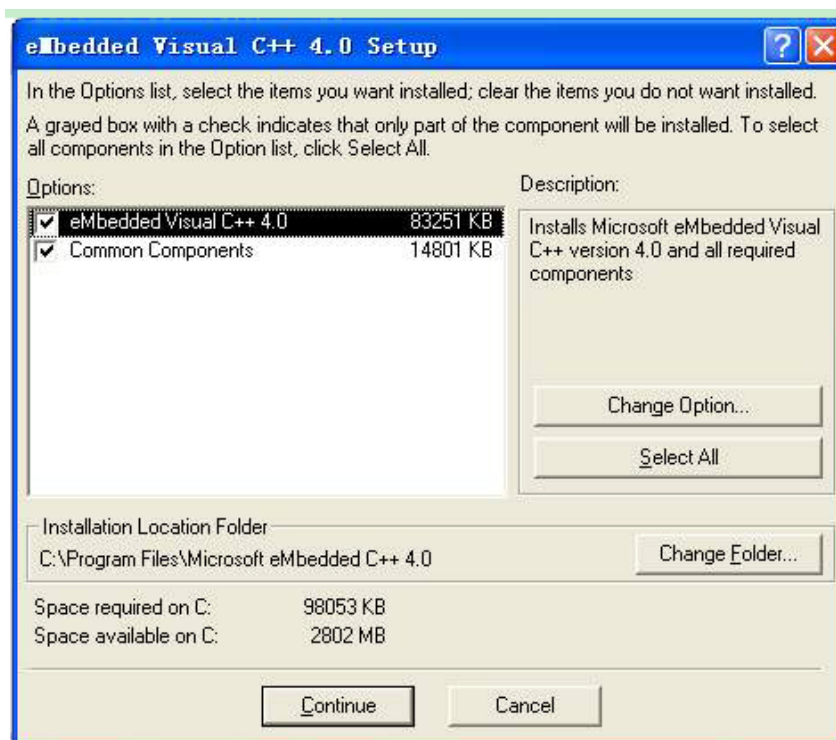 eMbedded Visual C++ 4.0 Setup
In the Options list, select the items you want installed; clear the items you do not want installed.
A grayed box with a check indicates that only part of the component will be installed. To select
all components in the Option list, click Select All.
Options:
eMbedded Visual C++ 4.0 83251 KB
Common Components 14801 KB
Description:
Installs Microsoft eMbedded Visual
C++ version 4.0 and all required
components
Change Option...
Select All
Installation Location Folder
C:\Program Files\Microsoft eMbedded C++ 4.0
Change Folder...
Space required on C: 98053 KB
Space available on C: 2802 MB
Continue
Cancel